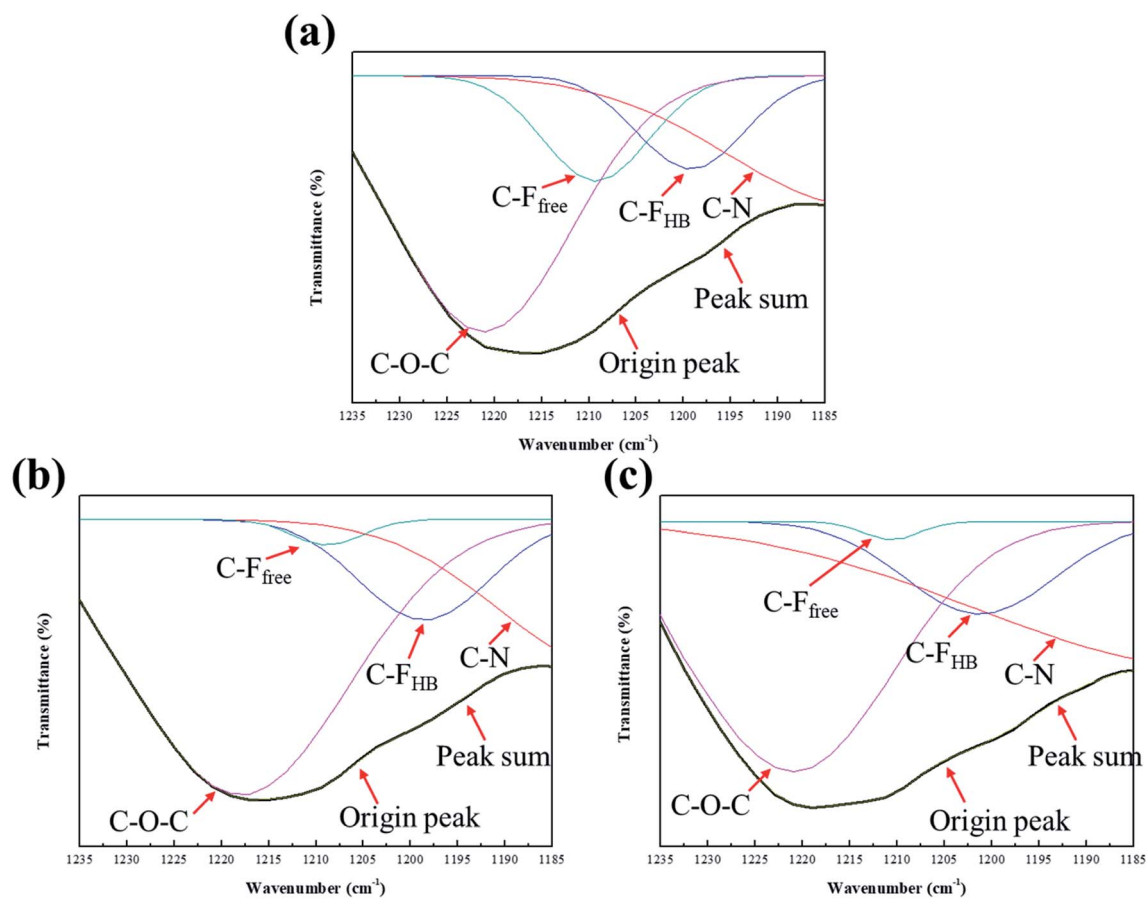 (a)
Transmittance (%)
C-Ffree
C-FHB
C-N
Peak sum
C-O-C
Origin peak
1235 1230 1225 1220 1215 1210 1205 1200 1195 1190 1185
Wavenumber (cm-1)
(b)
Transmittance (%)
C-Ffree
C-FHB
C-N
Peak sum
C-O-C
Origin peak
1235 1230 1225 1220 1215 1210 1205 1200 1195 1190 1185
Wavenumber (cm-1)
(c)
Transmittance (%)
C-Ffree
C-FHB
C-N
Peak sum
C-O-C
Origin peak
1235 1230 1225 1220 1215 1210 1205 1200 1195 1190 1185
Wavenumber (cm-1)